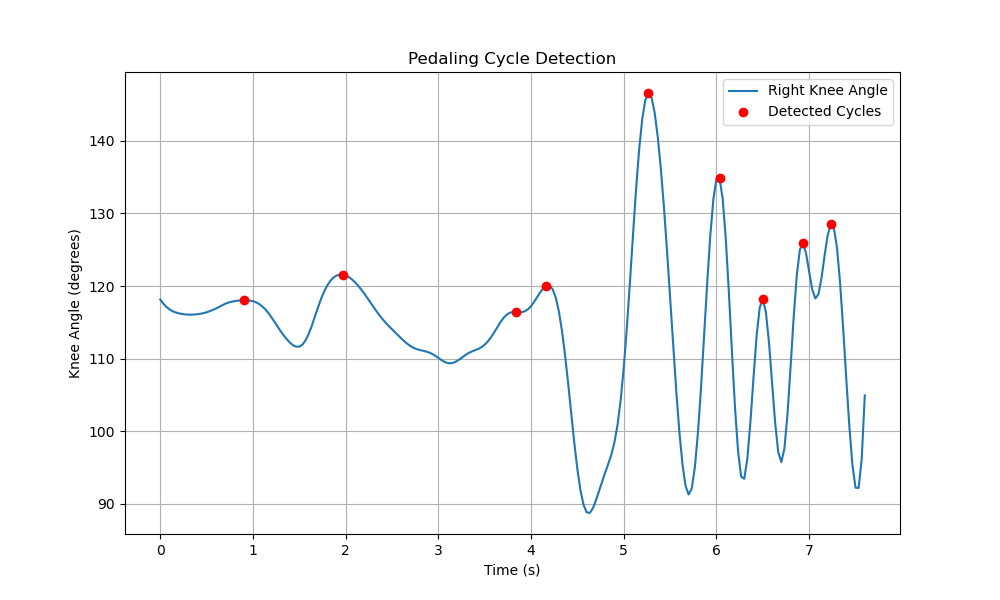 Pedaling Cycle Detection
Right Knee Angle
Detected Cycles
Knee Angle (degrees)
140
130
120
110
100
90
0 1 2 3 4 5 6 7
Time (s)